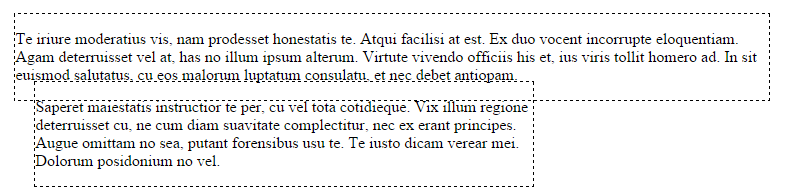 Te iriure moderatius vis, nam prodesset honestatis te. Atqui facilisi at est. Ex duo vocent incorrupte eloquentiam.
Agam deterruisset vel at, has no illum ipsum alterum. Virtute vivendo officiis his et, ius viris tollit homero ad. In sit
euismod salutatus, cu eos malorum luptatum consulatu, et nec debet antiopam.
Saperet maiestatis instructior te per, cu vel tota cotidieque. Vix illum regione
deterruisset cu, ne cum diam suavitate complectitur, nec ex erant principes.
Augue omittam no sea, putant forensibus usu te. Te iusto dicam verear mei.
Dolorum posidonium no vel.